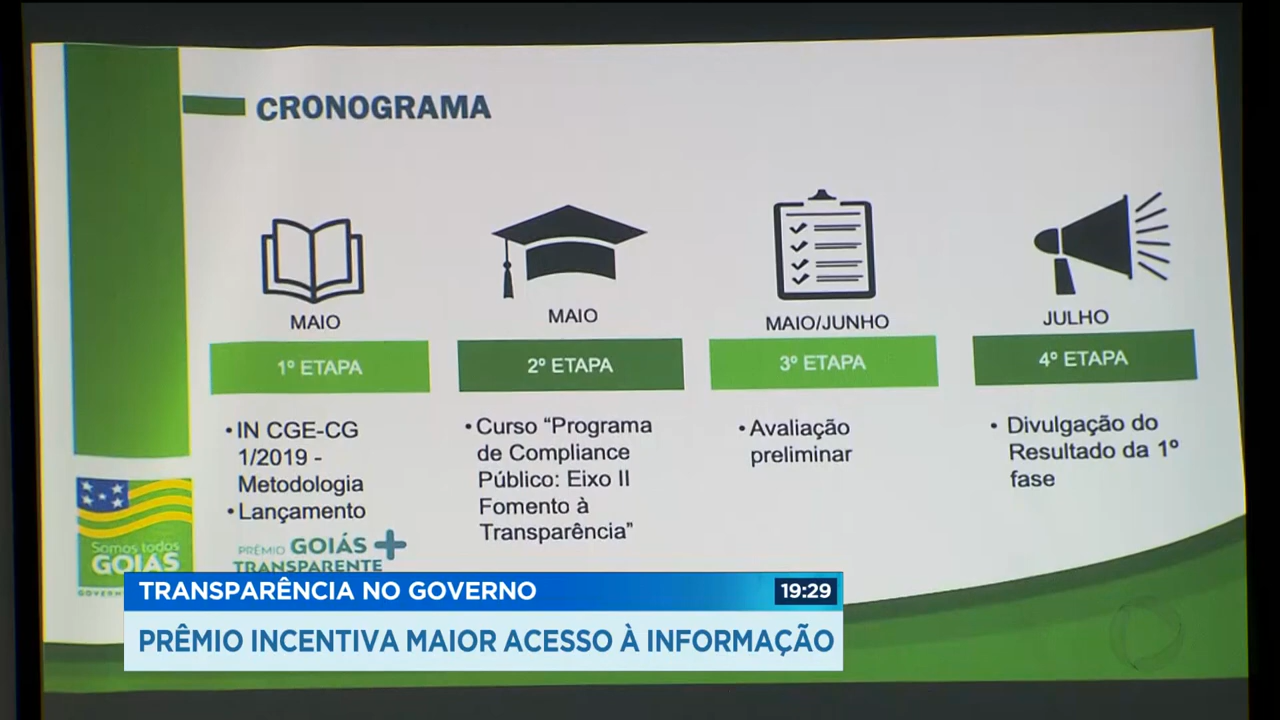 CRONOGRAMA
MAIO
1º ETAPA
• IN CGE-CG
1/2019 -
Metodologia
• Lançamento
PRÊMIO GOIÁS +
TRANSPARENTE
MAIO
2º ETAPA
• Curso “Programa
de Compliance
Público: Eixo II
Fomento à
Transparência”
MAIO/JUNHO
3º ETAPA
• Avaliação
preliminar
JULHO
4º ETAPA
• Divulgação do
Resultado da 1º
fase
Somos todos
GOIÁS
TRANSPARÊNCIA NO GOVERNO
19:29
PRÊMIO INCENTIVA MAIOR ACESSO À INFORMAÇÃO